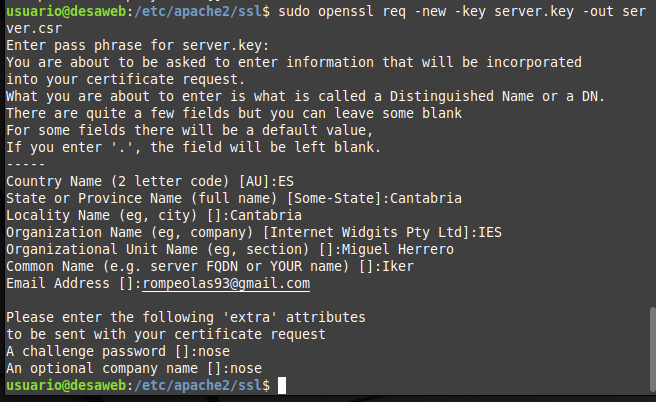 usuario@desaweb:/etc/apache2/ssl$ sudo openssl req -new -key server.key -out ser
ver.csr
Enter pass phrase for server.key:
You are about to be asked to enter information that will be incorporated
into your certificate request.
What you are about to enter is what is called a Distinguished Name or a DN.
There are quite a few fields but you can leave some blank
For some fields there will be a default value,
If you enter '.', the field will be left blank.
-----
Country Name (2 letter code) [AU]:ES
State or Province Name (full name) [Some-State]:Cantabria
Locality Name (eg, city) []:Cantabria
Organization Name (eg, company) [Internet Widgits Pty Ltd]:IES
Organizational Unit Name (eg, section) []:Miguel Herrero
Common Name (e.g. server FQDN or YOUR name) []:Iker
Email Address []:rompeolas93@gmail.com

Please enter the following 'extra' attributes
to be sent with your certificate request
A challenge password []:nose
An optional company name []:nose
usuario@desaweb:/etc/apache2/ssl$